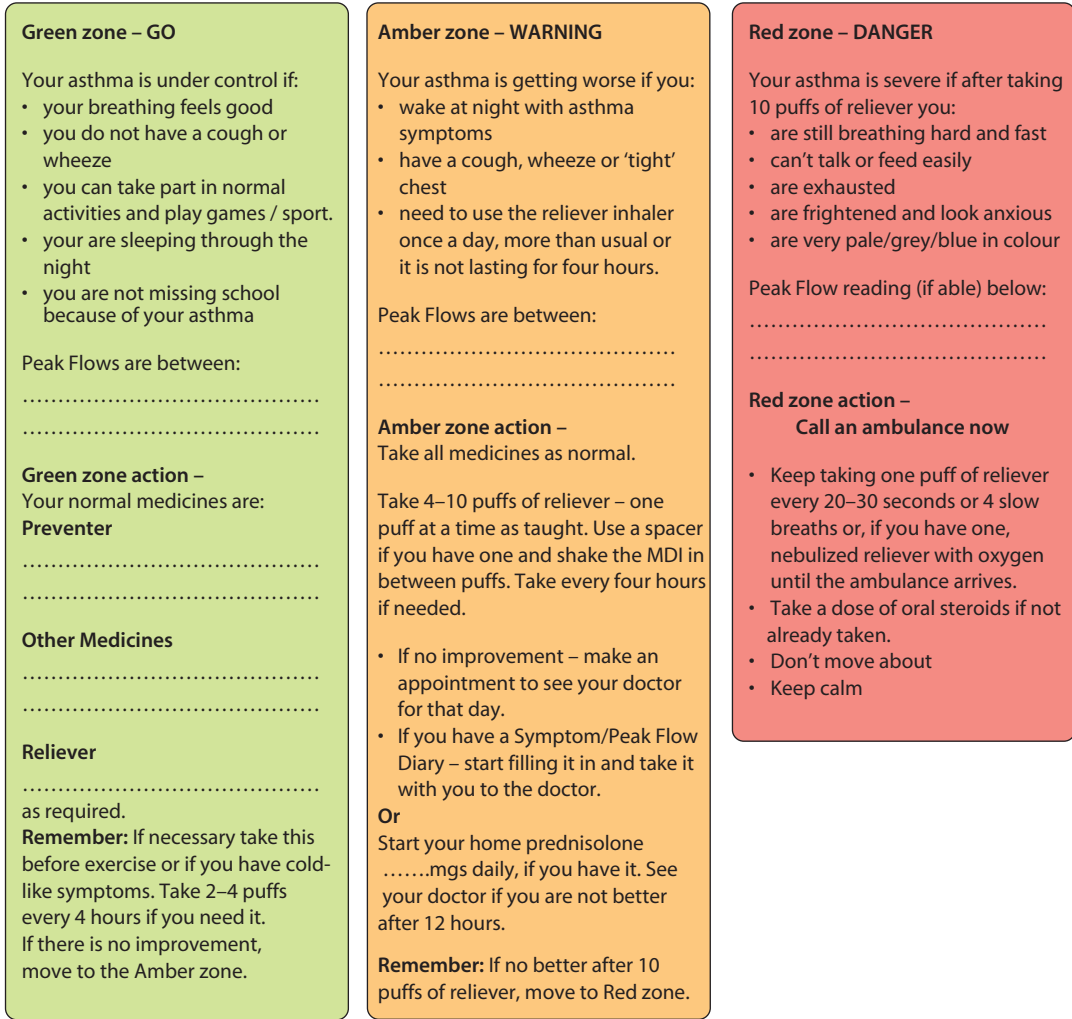 Green zone – GO
Your asthma is under control if:
• your breathing feels good
• you do not have a cough or
wheeze
• you can take part in normal
activities and play games / sport.
• your are sleeping through the
night
• you are not missing school
because of your asthma
Peak Flows are between:
……………………………………
……………………………………
Green zone action –
Your normal medicines are:
Preventer
……………………………………
……………………………………
Other Medicines
……………………………………
……………………………………
Reliever
……………………………………
as required.
Remember: If necessary take this
before exercise or if you have cold-
like symptoms. Take 2–4 puffs
every 4 hours if you need it.
If there is no improvement,
move to the Amber zone.
Amber zone – WARNING
Your asthma is getting worse if you:
• wake at night with asthma
symptoms
• have a cough, wheeze or ‘tight’
chest
• need to use the reliever inhaler
once a day, more than usual or
it is not lasting for four hours.
Peak Flows are between:
……………………………………
……………………………………
Amber zone action –
Take all medicines as normal.
Take 4–10 puffs of reliever – one
puff at a time as taught. Use a spacer
if you have one and shake the MDI in
between puffs. Take every four hours
if needed.
• If no improvement – make an
appointment to see your doctor
for that day.
• If you have a Symptom/Peak Flow
Diary – start filling it in and take it
with you to the doctor.
Or
Start your home prednisolone
…….mgs daily, if you have it. See
your doctor if you are not better
after 12 hours.
Remember: If no better after 10
puffs of reliever, move to Red zone.
Red zone – DANGER
Your asthma is severe if after taking
10 puffs of reliever you:
• are still breathing hard and fast
• can’t talk or feed easily
• are exhausted
• are frightened and look anxious
• are very pale/grey/blue in colour
Peak Flow reading (if able) below:
……………………………………
……………………………………
Red zone action –
Call an ambulance now
• Keep taking one puff of reliever
every 20–30 seconds or 4 slow
breaths or, if you have one,
nebulized reliever with oxygen
until the ambulance arrives.
• Take a dose of oral steroids if not
already taken.
• Don’t move about
• Keep calm